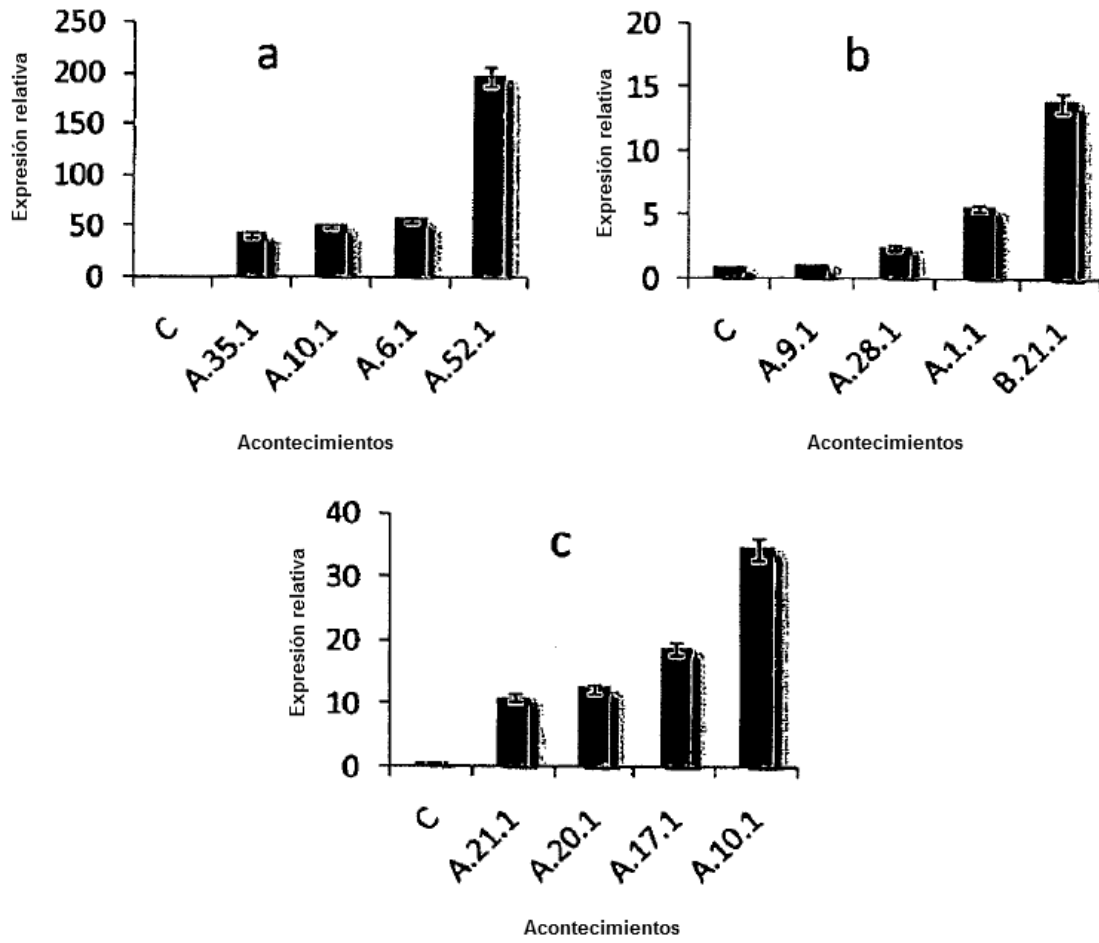 a
Expresión relativa
250
200
150
100
50
0
C
A.35.1
A.10.1
A.6.1
A.52.1
Acontecimientos
b
Expresión relativa
20
15
10
5
0
C
A.9.1
A.28.1
A.1.1
B.21.1
Acontecimientos
c
Expresión relativa
40
30
20
10
0
C
A.21.1
A.20.1
A.17.1
A.10.1
Acontecimientos